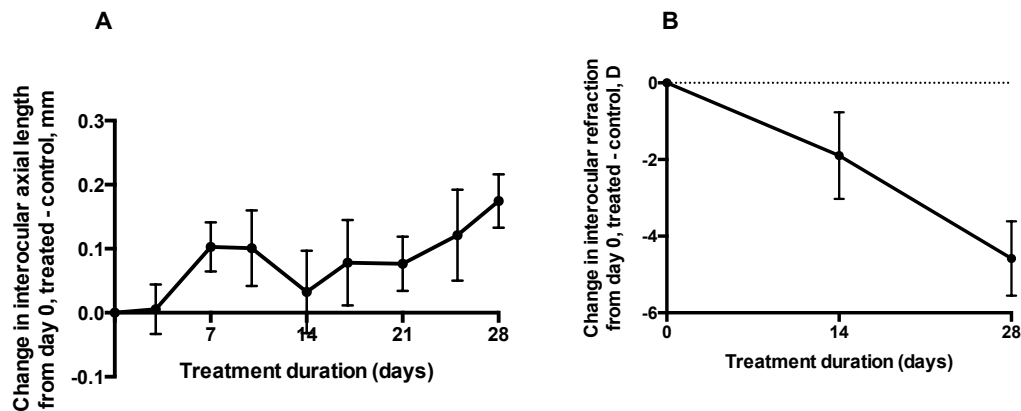 A
Change in interocular axial length
from day 0, treated - control, mm
0.3
0.2
0.1
0.0
-0.1
7 14 21 28
Treatment duration (days)
B
Change in interocular refraction
from day 0, treated - control, D
0
-2
-4
-6
0 14 28
Treatment duration (days)